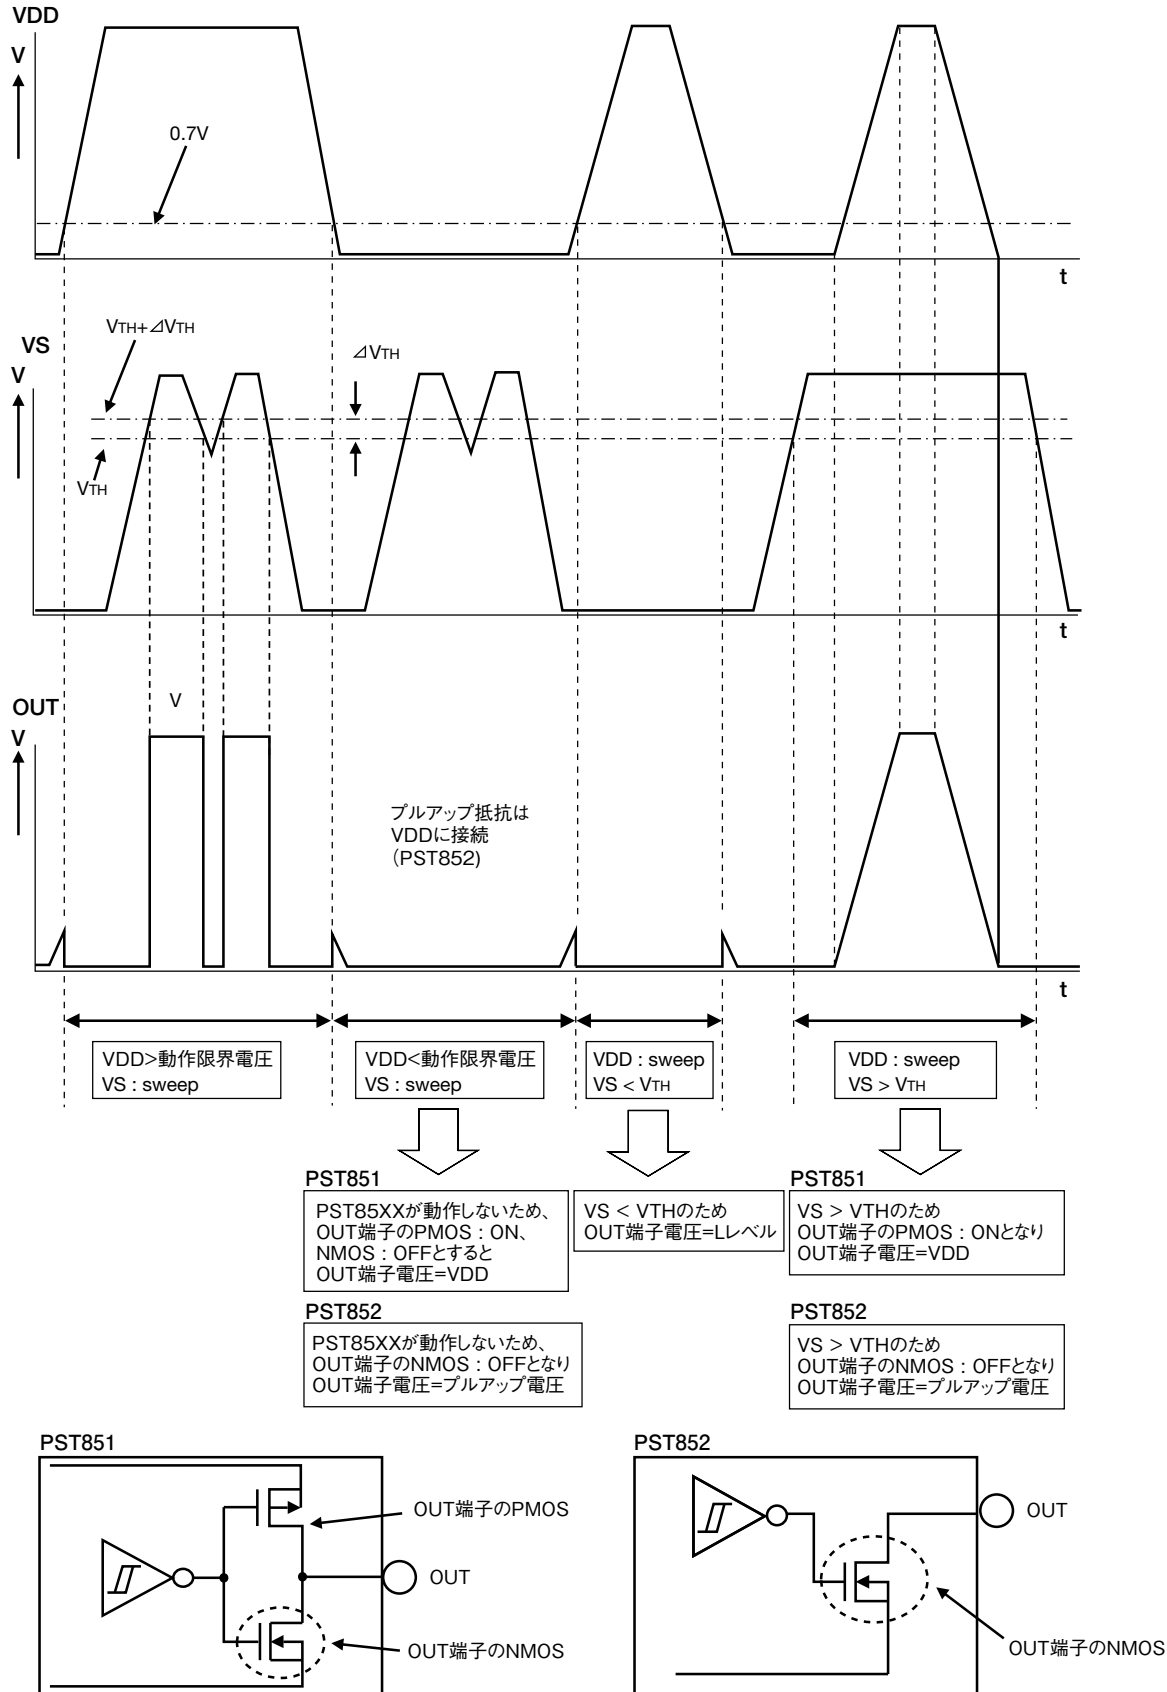 VDD
V
0.7V
t
VTH+⊿VTH
VS
V
⊿VTH
VTH
t
OUT
V
V
プルアップ抵抗は
VDDに接続
(PST852)
t
VDD>動作限界電圧
VS : sweep
VDD<動作限界電圧
VS : sweep
VDD : sweep
VS < VTH
VDD : sweep
VS > VTH
PST851
PST85XXが動作しないため、
OUT端子のPMOS : ON、
NMOS : OFFとすると
OUT端子電圧=VDD
VS < VTHのため
OUT端子電圧=Lレベル
PST851
VS > VTHのため
OUT端子のPMOS : ONとなり
OUT端子電圧=VDD
PST852
PST85XXが動作しないため、
OUT端子のNMOS : OFFとなり
OUT端子電圧=プルアップ電圧
PST852
VS > VTHのため
OUT端子のNMOS : OFFとなり
OUT端子電圧=プルアップ電圧
PST851
OUT端子のPMOS
OUT
OUT端子のNMOS
PST852
OUT
OUT端子のNMOS